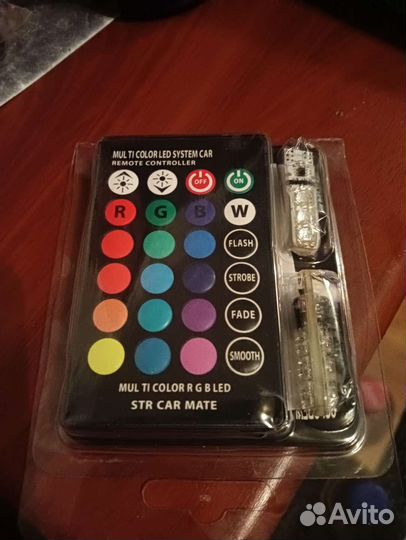 MUL TI COLOR LED SYSTEM CAR
REMOTE CONTROLLER
OFF ON
R G B W
FLASH
STROBE
FADE
SMOOTH
MUL TI COLOR R G B LED
STR CAR MATE
Avito